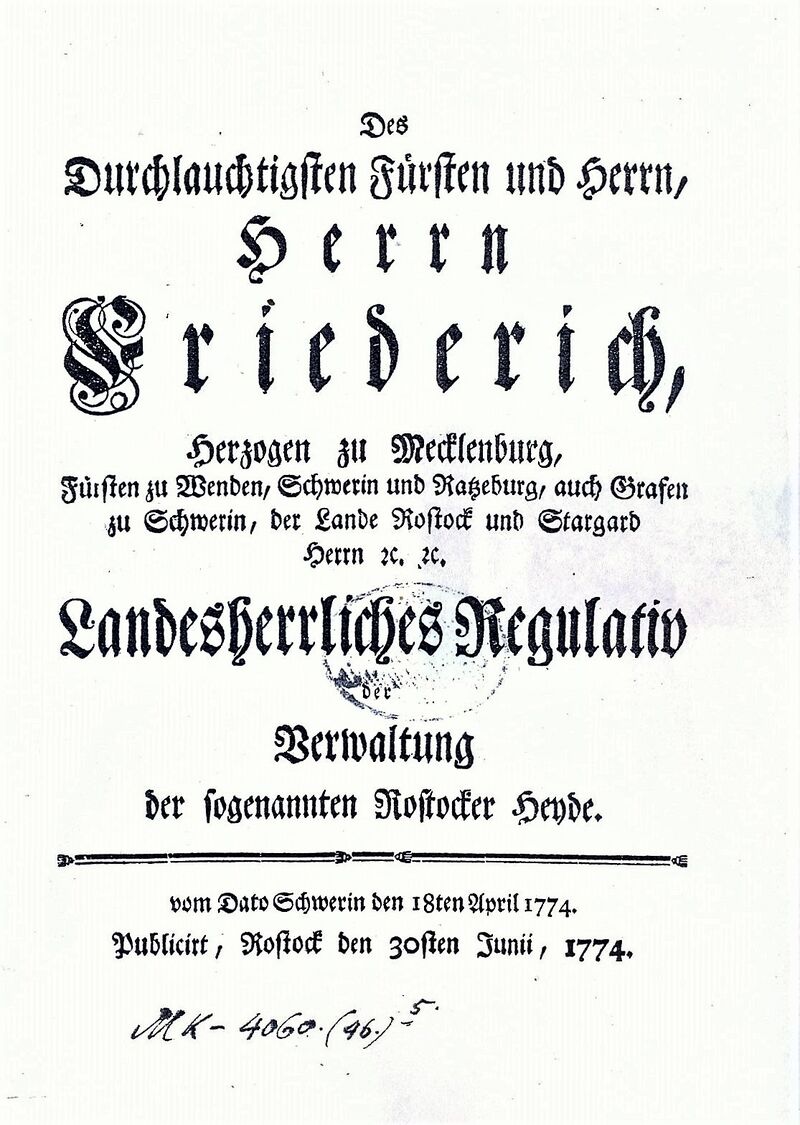 Des
Durchlauchtigsten Fürsten und Herrn,
Herrn
Friederich,
Herzogen zu Mecklenburg,
Fürsten zu Wenden, Schwerin und Ratzeburg, auch Grafen
zu Schwerin, der Lande Rostock und Stargard
Herrn ꝛc. ꝛc.
Landesherrliches Regulativ
der
Verwaltung
der sogenannten Rostocker Heyde.
vom Dato Schwerin den 18ten April 1774.
Publicirt, Rostock den 30sten Junii, 1774.
MK-4060.(46.) 5.